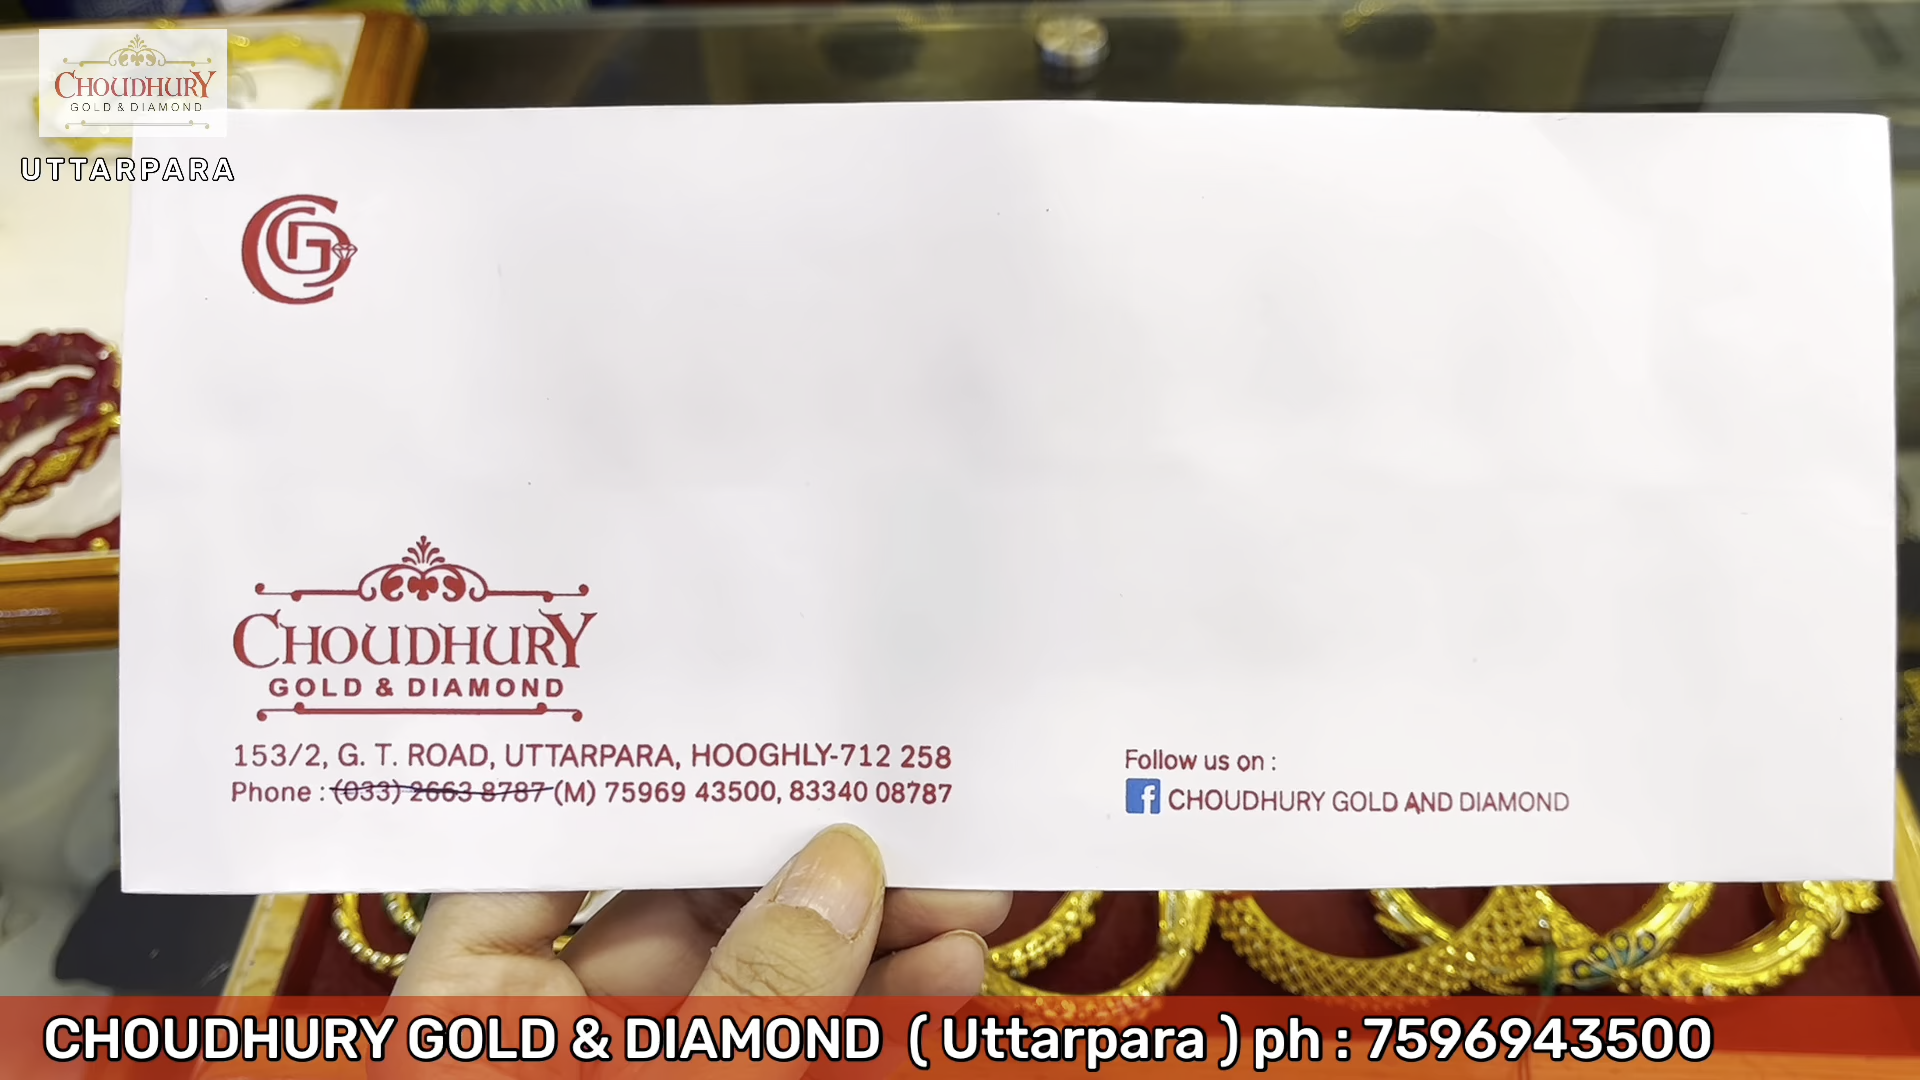 CHOUDHURY
GOLD & DIAMOND
UTTARPARA
CHOUDHURY
GOLD & DIAMOND
153/2, G. T. ROAD, UTTARPARA, HOOGHLY-712 258
Phone : (033) 2663 8787 (M) 75969 43500, 83340 08787
Follow us on :
f CHOUDHURY GOLD AND DIAMOND
CHOUDHURY GOLD & DIAMOND ( Uttarpara ) ph : 7596943500